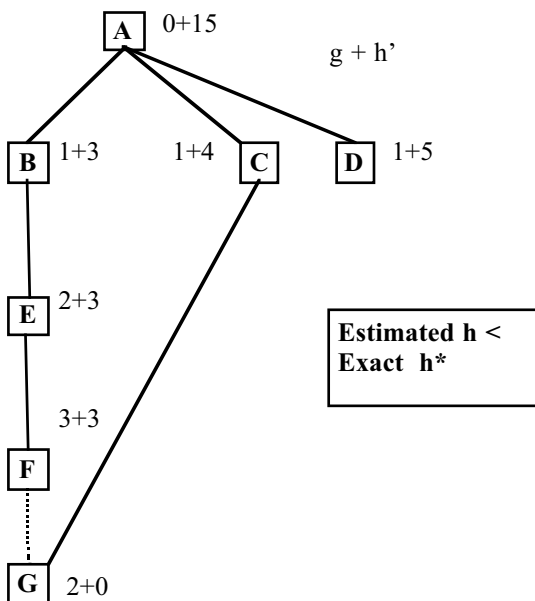 A 0+15
g + h’
B 1+3 1+4 C D 1+5
E 2+3
Estimated h <
Exact h*
3+3
F
G 2+0